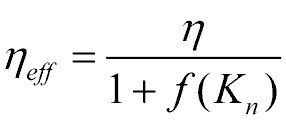 η_eff = η / (1 + f(K_n))